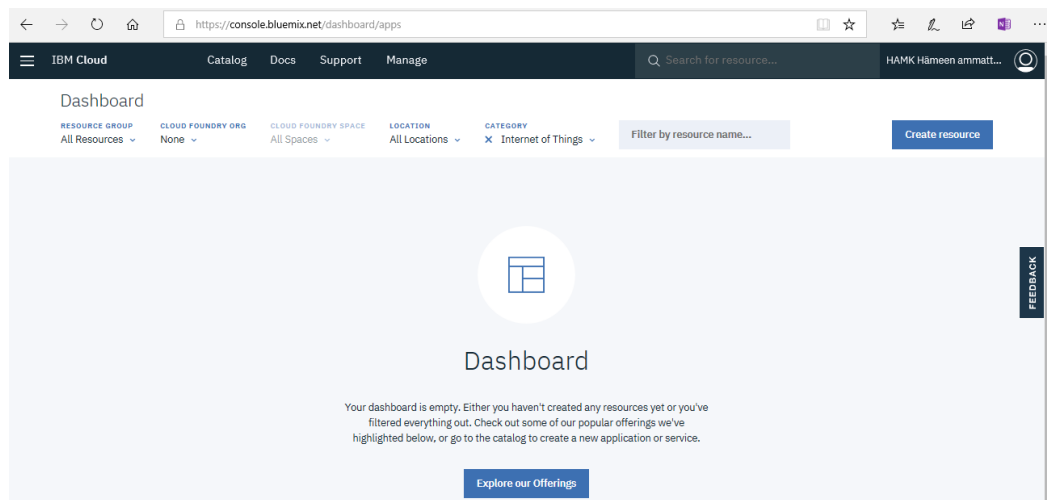 https://console.bluemix.net/dashboard/apps
IBM Cloud Catalog Docs Support Manage Search for resource... HAMK Hämeen ammatt...
Dashboard
RESOURCE GROUP CLOUD FOUNDRY ORG CLOUD FOUNDRY SPACE LOCATION CATEGORY
All Resources None All Spaces All Locations Internet of Things Filter by resource name... Create resource
FEEDBACK
Dashboard
Your dashboard is empty. Either you haven't created any resources yet or you've
filtered everything out. Check out some of our popular offerings we've
highlighted below, or go to the catalog to create a new application or service.
Explore our Offerings